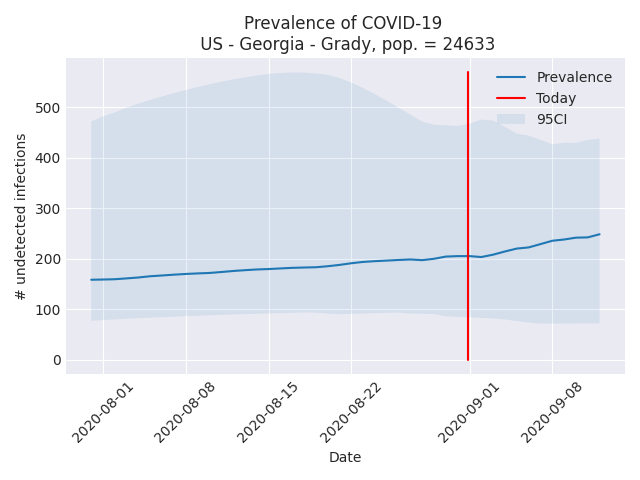 Prevalence of COVID-19
US - Georgia - Grady, pop. = 24633
Prevalence
Today
95CI
# undetected infections
500
400
300
200
100
0
2020-08-01
2020-08-08
2020-08-15
2020-08-22
2020-09-01
2020-09-08
Date